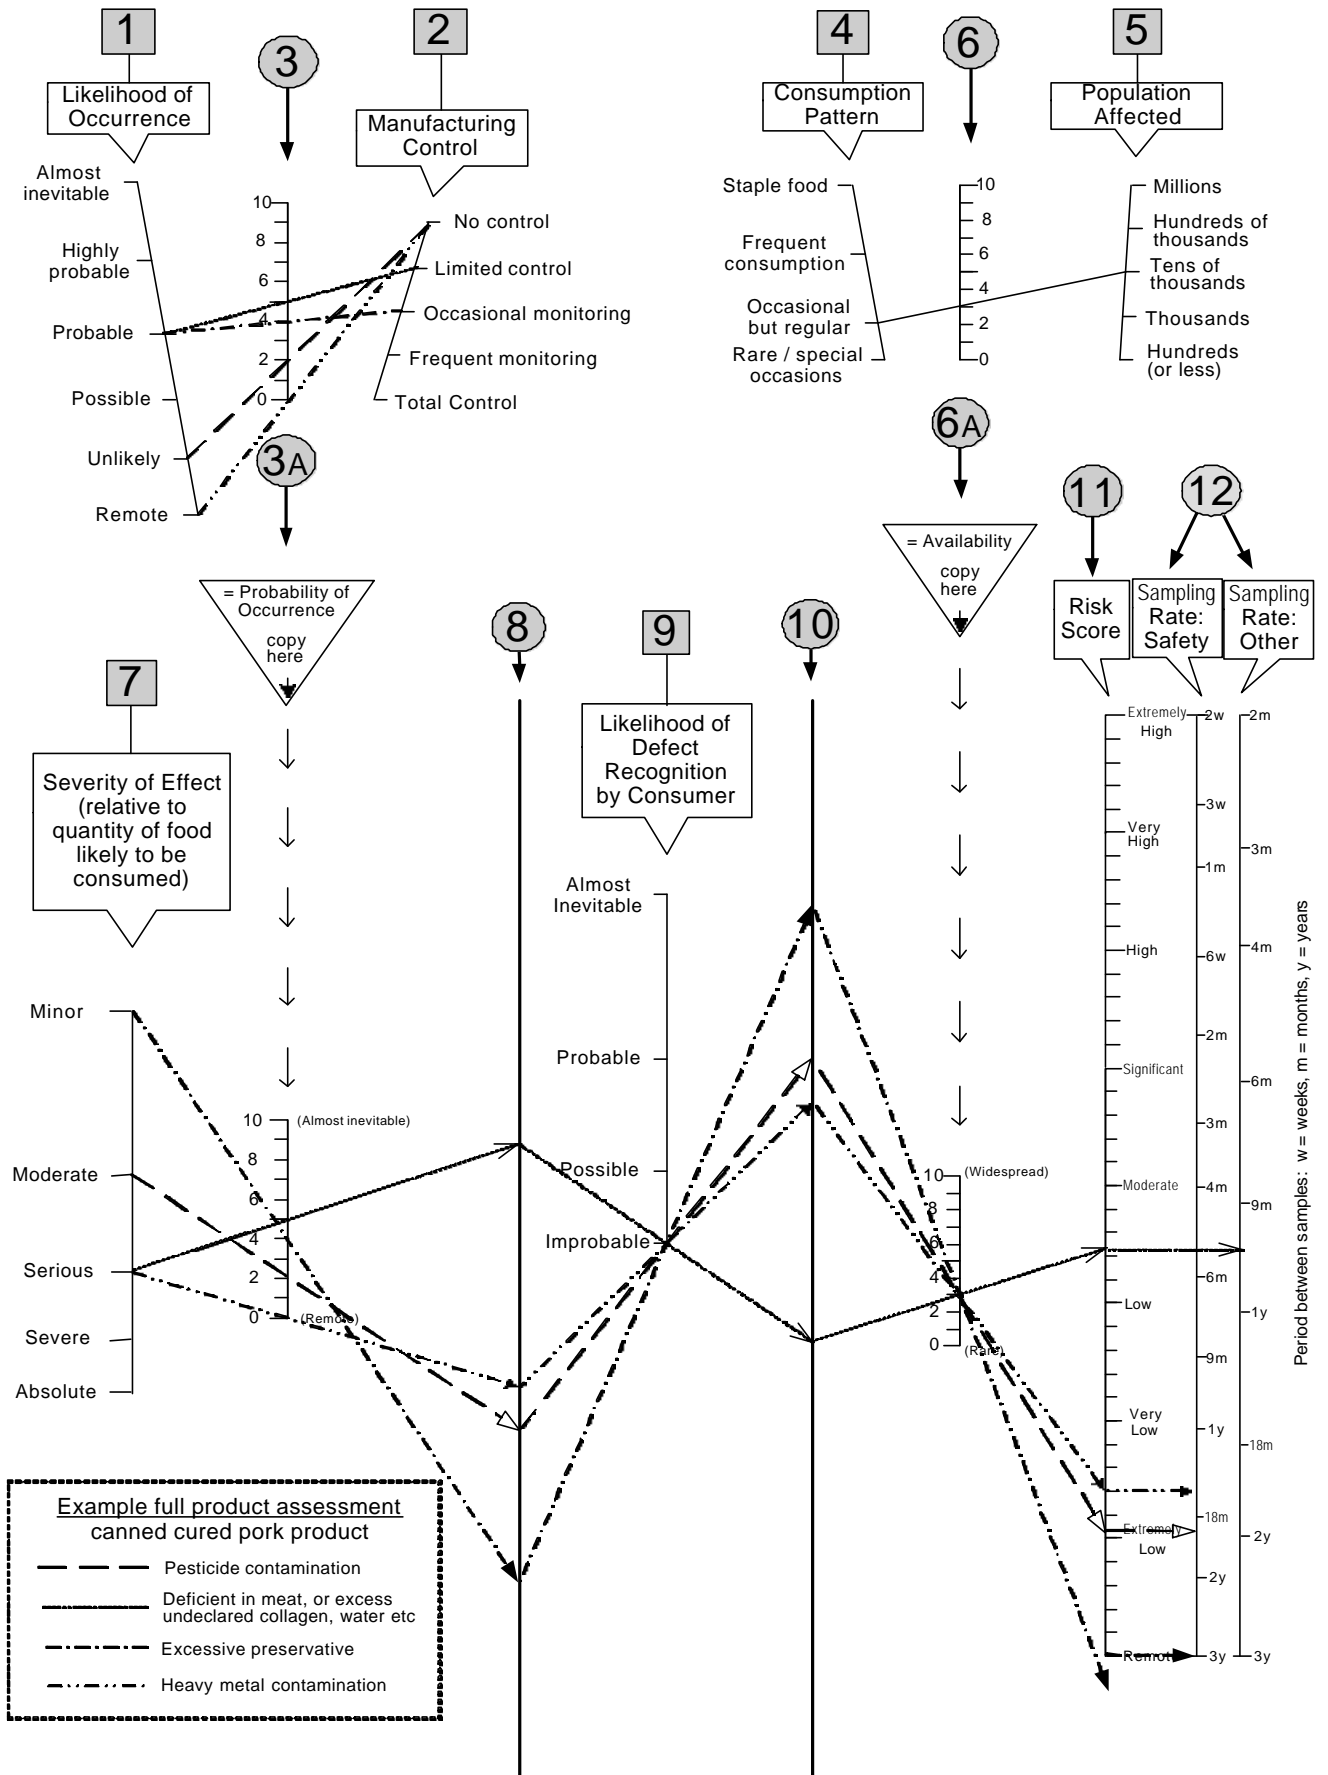 1
Likelihood of
Occurrence
3
2
Manufacturing
Control
4
Consumption
Pattern
6
5
Population
Affected
Almost
inevitable
Highly
probable
Probable
Possible
Unlikely
Remote
10
8
6
4
2
0
No control
Limited control
Occasional monitoring
Frequent monitoring
Total Control
Staple food
Frequent
consumption
Occasional
but regular
Rare / special
occasions
10
8
6
4
2
0
Millions
Hundreds of
thousands
Tens of
thousands
Thousands
Hundreds
(or less)
3A
= Probability of
Occurrence
copy
here
6A
= Availability
copy
here
11
Risk
Score
12
Sampling
Rate:
Safety
Sampling
Rate:
Other
7
Severity of Effect
(relative to
quantity of food
likely to be
consumed)
8
9
Likelihood of
Defect
Recognition
by Consumer
10
Minor
Moderate
Serious
Severe
Absolute
10
8
6
4
2
0
(Almost inevitable)
(Remote)
Almost
Inevitable
Probable
Possible
Improbable
10
8
6
4
2
0
(Widespread)
(Rare)
Extremely
High
Very
High
High
Significant
Moderate
Low
Very
Low
Extremely
Low
Remote
2w
3w
1m
6w
2m
3m
4m
6m
9m
1y
18m
2y
3y
2m
3m
4m
6m
9m
1y
18m
2y
3y
Period between samples: w = weeks, m = months, y = years
Example full product assessment
canned cured pork product
Pesticide contamination
Deficient in meat, or excess
undeclared collagen, water etc
Excessive preservative
Heavy metal contamination